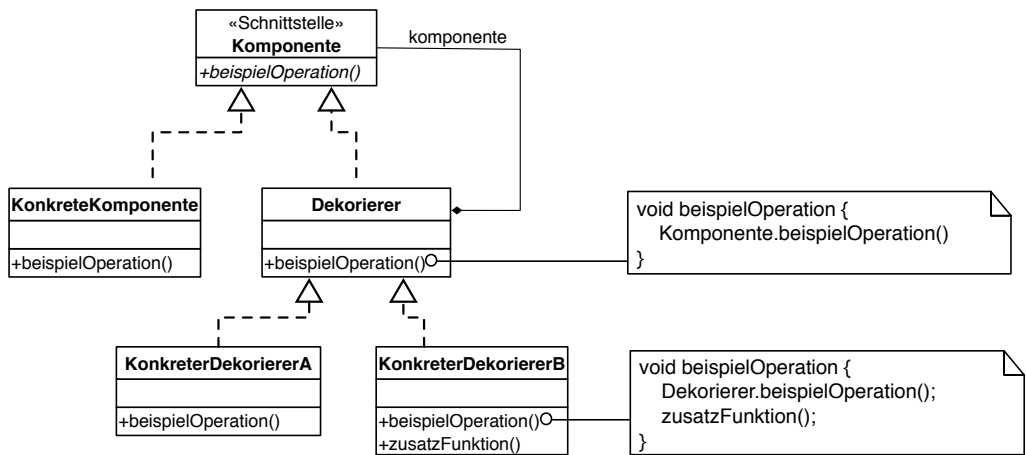 «Schnittstelle»
Komponente
+beispielOperation()
komponente
KonkreteKomponente
+beispielOperation()
Dekorierer
+beispielOperation()
void beispielOperation {
Komponente.beispielOperation()
}
KonkreterDekoriererA
+beispielOperation()
KonkreterDekoriererB
+beispielOperation()
+zusatzFunktion()
void beispielOperation {
Dekorierer.beispielOperation();
zusatzFunktion();
}